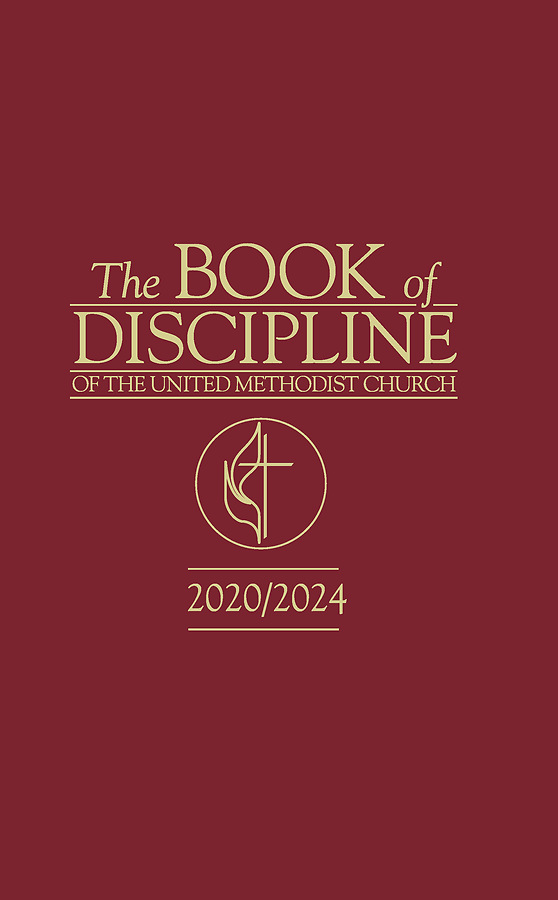 The BOOK of
DISCIPLINE
OF THE UNITED METHODIST CHURCH
2020/2024